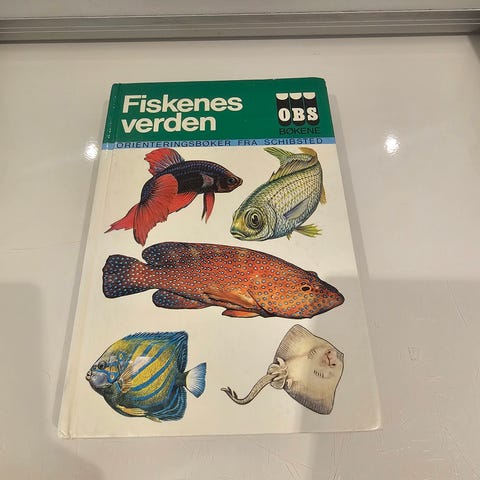 Fiskenes
verden
OBS
BØKENE
ORIENTERINGSBØKER FRA SCHIBSTED